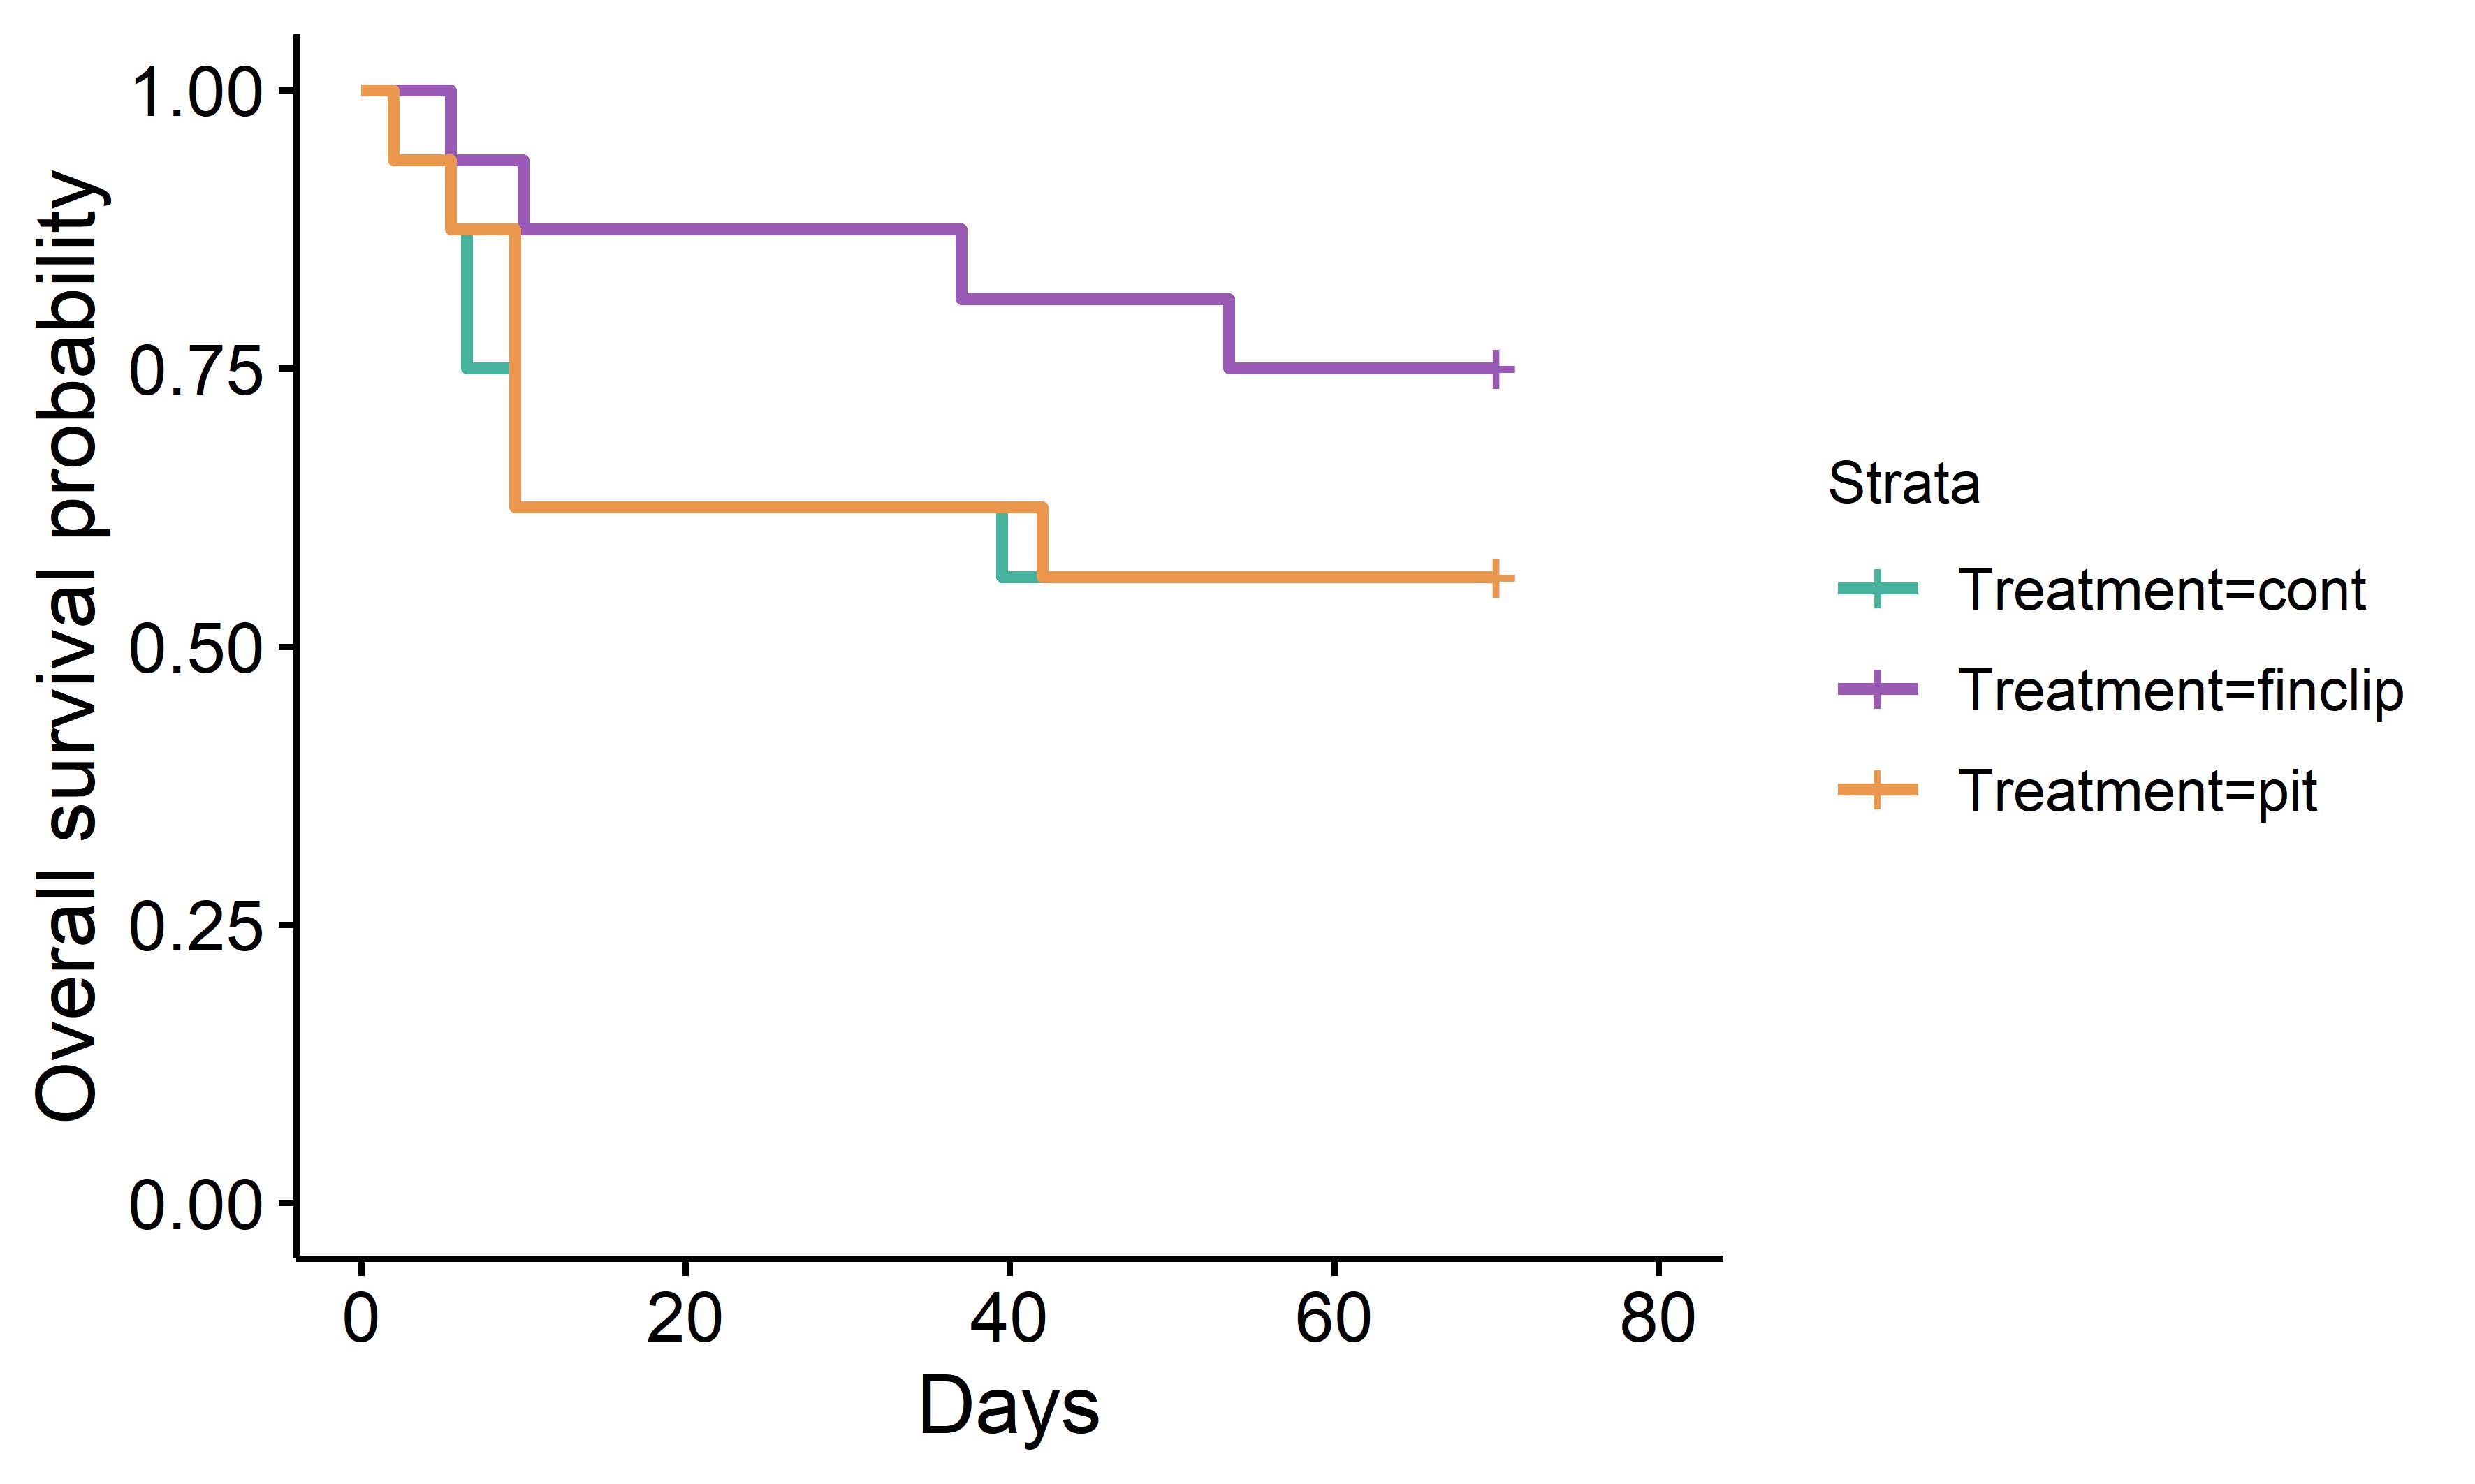 Overall survival probability
1.00
0.75
0.50
0.25
0.00
0 20 40 60 80
Days
Strata
Treatment=cont
Treatment=finclip
Treatment=pit